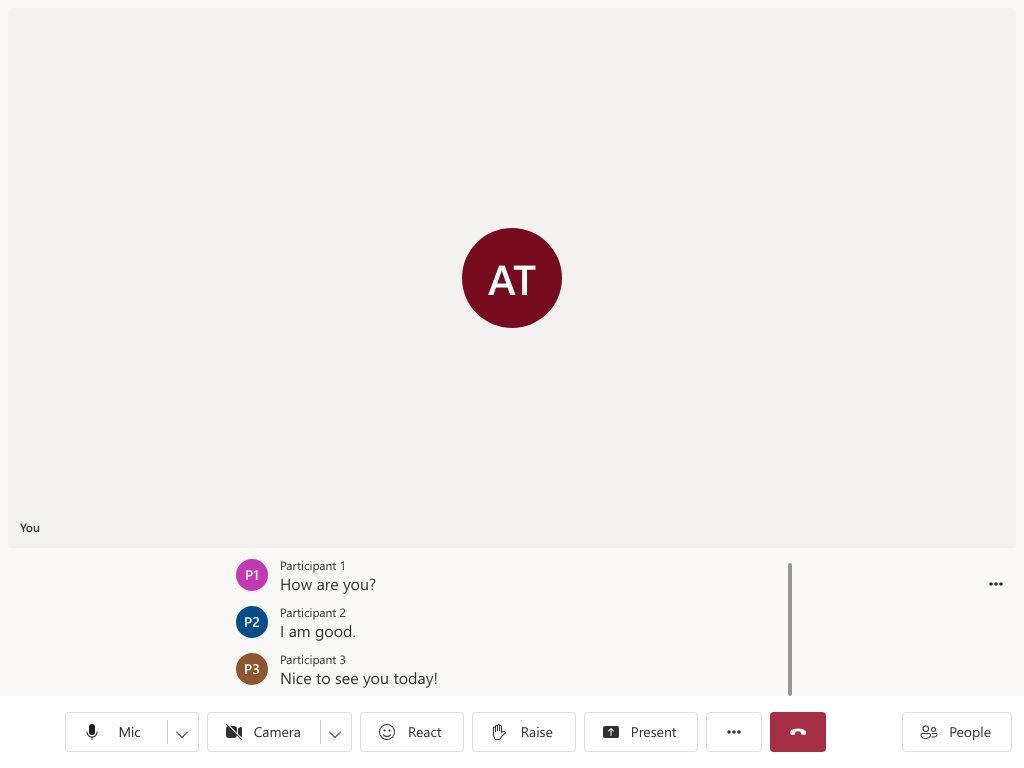 AT
You
P1
Participant 1
How are you?
P2
Participant 2
I am good.
P3
Participant 3
Nice to see you today!
Mic Camera React Raise Present People